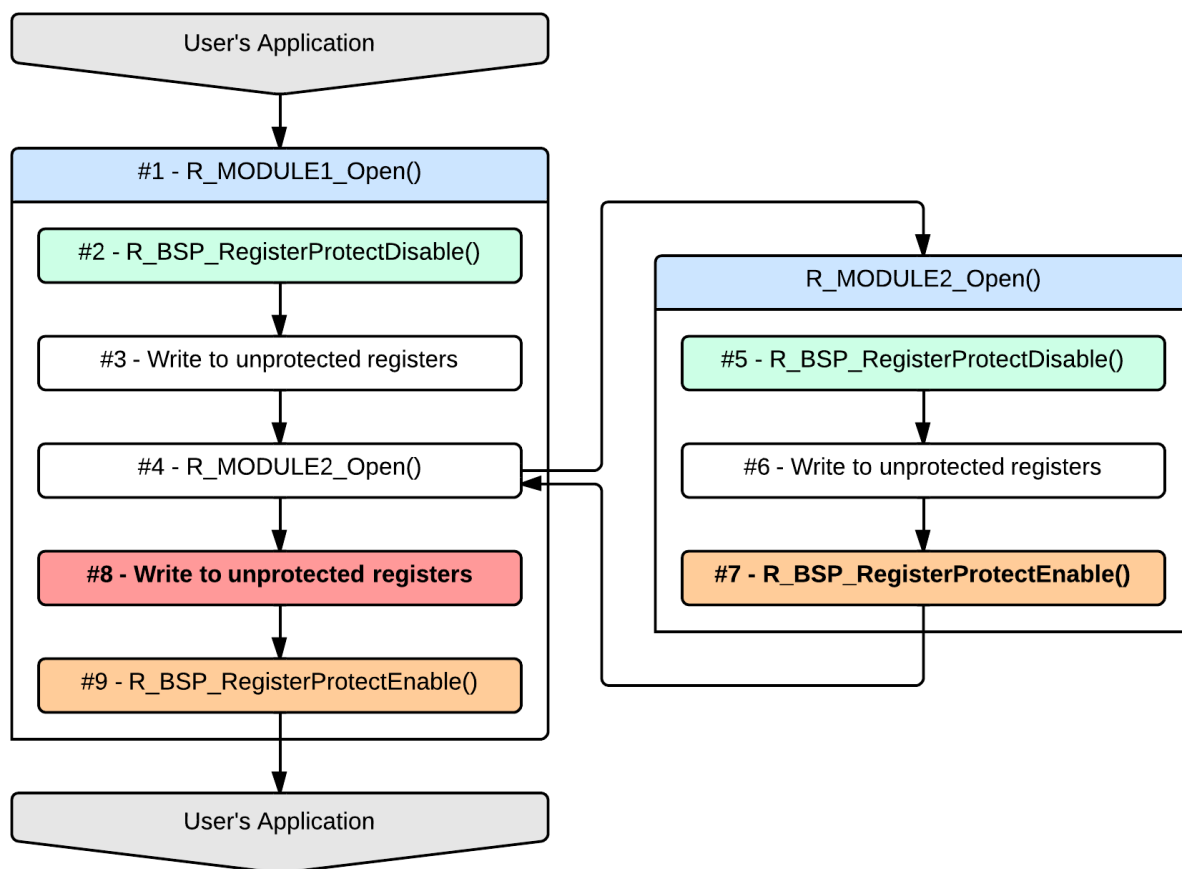 User's Application
#1 - R_MODULE1_Open()
#2 - R_BSP_RegisterProtectDisable()
#3 - Write to unprotected registers
#4 - R_MODULE2_Open()
R_MODULE2_Open()
#5 - R_BSP_RegisterProtectDisable()
#6 - Write to unprotected registers
#7 - R_BSP_RegisterProtectEnable()
#8 - Write to unprotected registers
#9 - R_BSP_RegisterProtectEnable()
User's Application